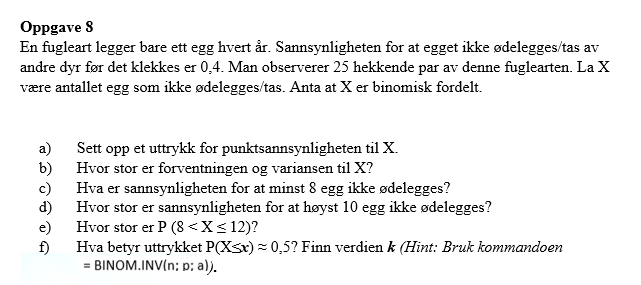 Oppgave 8
En fugleart legger bare ett egg hvert år. Sannsynligheten for at egget ikke ødelegges/tas av
andre dyr før det klekkes er 0,4. Man observerer 25 hekkende par av denne fuglearten. La X
være antallet egg som ikke ødelegges/tas. Anta at X er binomisk fordelt.
a) Sett opp et uttrykk for punktsannsynligheten til X.
b) Hvor stor er forventningen og variansen til X?
c) Hva er sannsynligheten for at minst 8 egg ikke ødelegges?
d) Hvor stor er sannsynligheten for at høyst 10 egg ikke ødelegges?
e) Hvor stor er P (8 < X ≤ 12)?
f) Hva betyr uttrykket P(X≤x) ≈ 0,5? Finn verdien k (Hint: Bruk kommandoen
= BINOM.INV(n; p; a)).